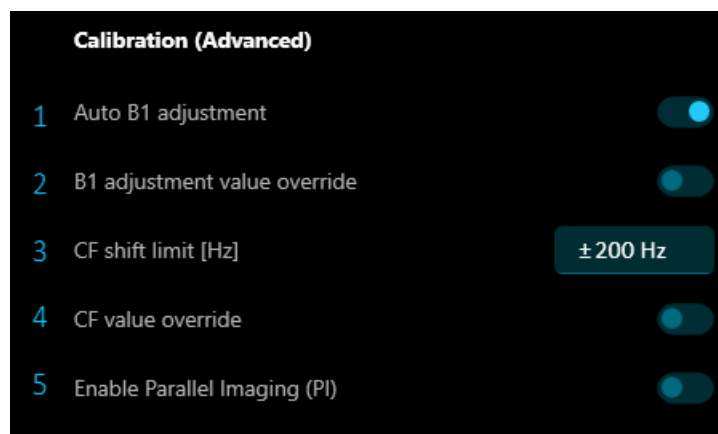 Calibration (Advanced)
1 Auto B1 adjustment
2 B1 adjustment value override
3 CF shift limit [Hz] ±200 Hz
4 CF value override
5 Enable Parallel Imaging (PI)